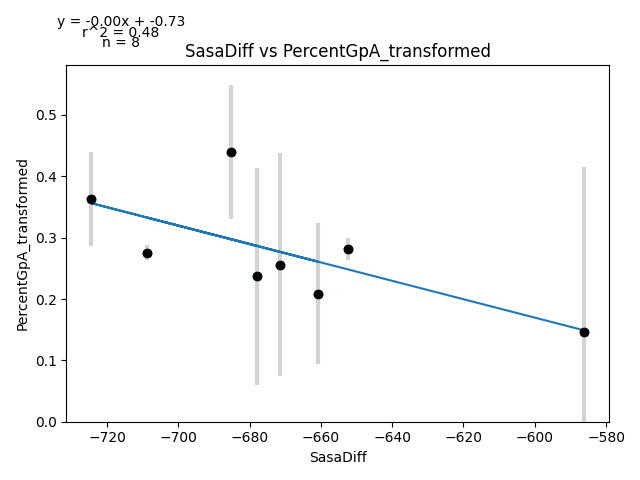 y = -0.00x + -0.73
r^2 = 0.48
n = 8
SasaDiff vs PercentGpA_transformed
PercentGpA_transformed
0.5
0.4
0.3
0.2
0.1
0.0
−720 −700 −680 −660 −640 −620 −600 −580
SasaDiff